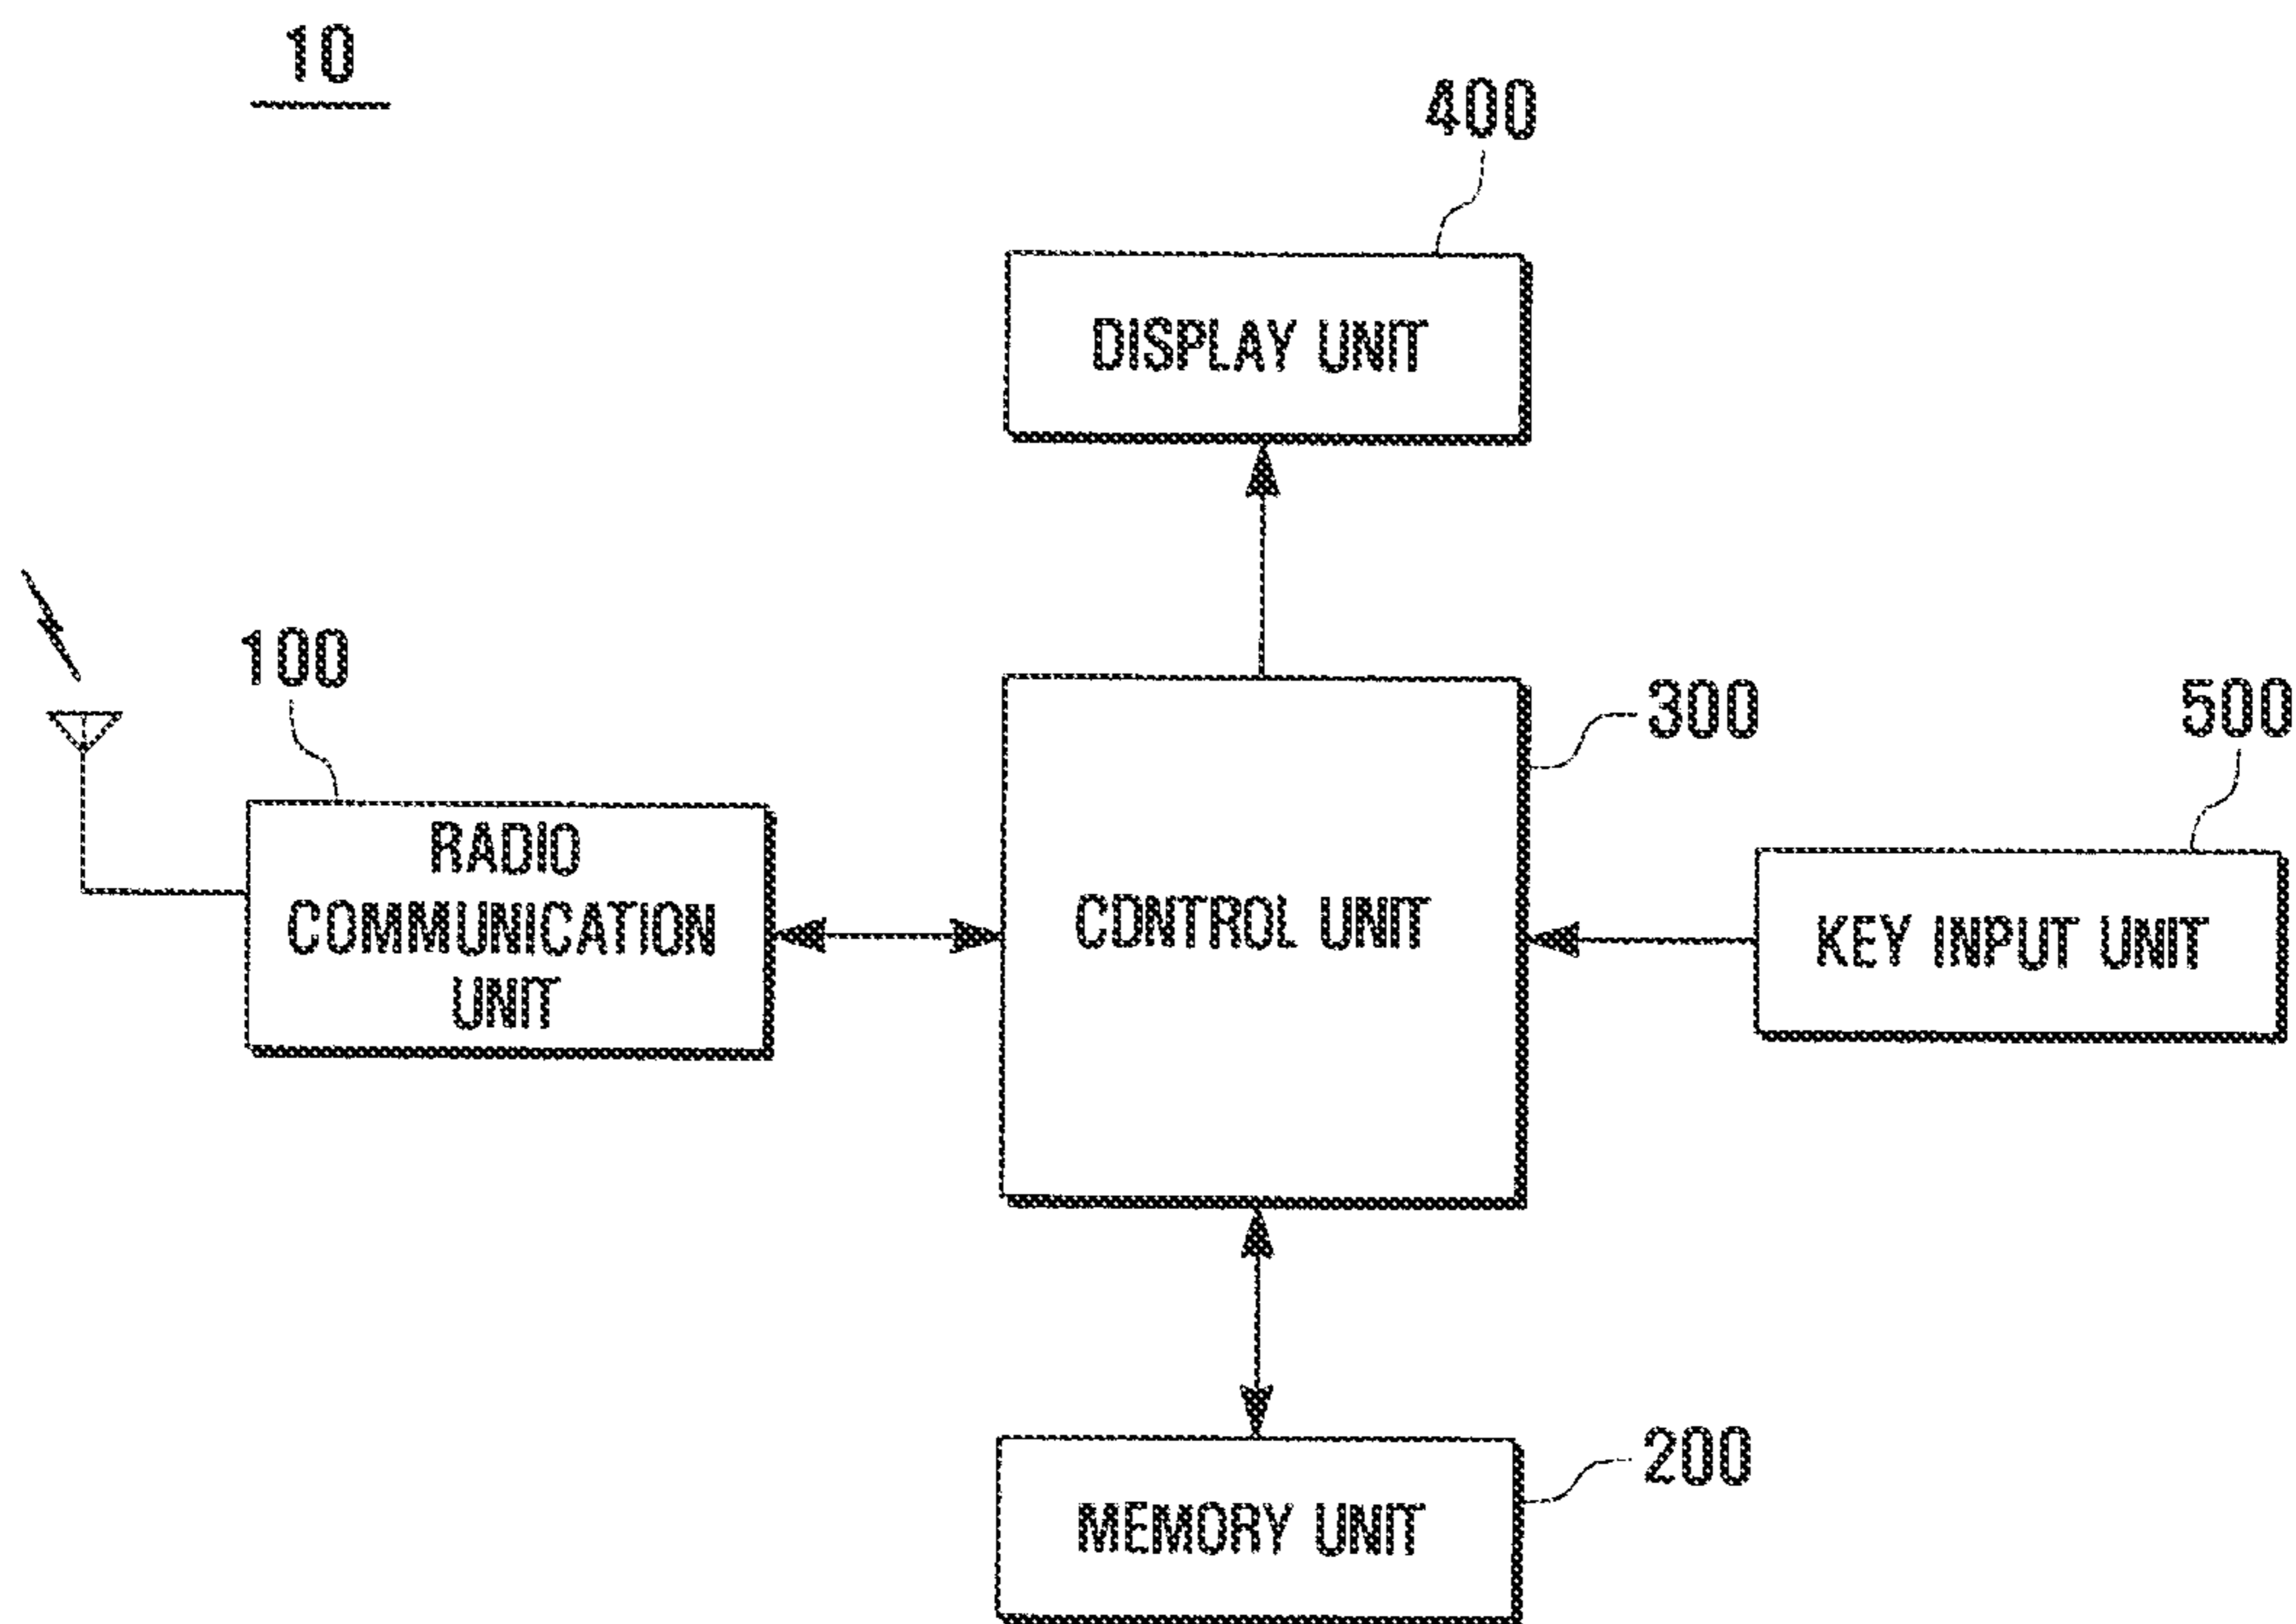 10
400
DISPLAY UNIT
100
300
500
RADIO
COMMUNICATION
UNIT
CONTROL UNIT
KEY INPUT UNIT
200
MEMORY UNIT